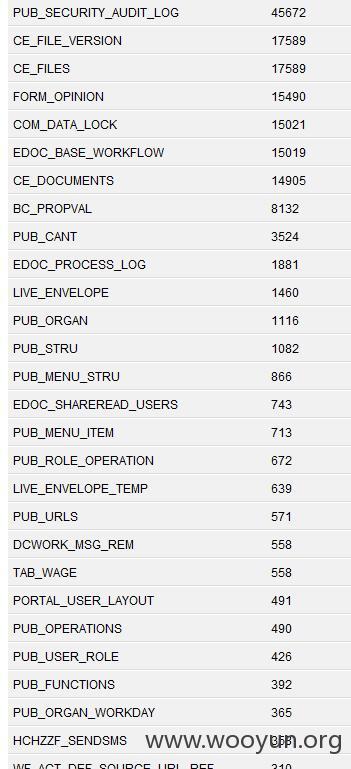 PUB_SECURITY_AUDIT_LOG 45672
CE_FILE_VERSION 17589
CE_FILES 17589
FORM_OPINION 15490
COM_DATA_LOCK 15021
EDOC_BASE_WORKFLOW 15019
CE_DOCUMENTS 14905
BC_PROPVAL 8132
PUB_CANT 3524
EDOC_PROCESS_LOG 1881
LIVE_ENVELOPE 1460
PUB_ORGAN 1116
PUB_STRU 1082
PUB_MENU_STRU 866
EDOC_SHAREREAD_USERS 743
PUB_MENU_ITEM 713
PUB_ROLE_OPERATION 672
LIVE_ENVELOPE_TEMP 639
PUB_URLS 571
DCWORK_MSG_REM 558
TAB_WAGE 558
PORTAL_USER_LAYOUT 491
PUB_OPERATIONS 490
PUB_USER_ROLE 426
PUB_FUNCTIONS 392
PUB_ORGAN_WORKDAY 365
HCHZZF_SENDSMS
www.wooyun.org
WF_ACT_DEF_SOURCE_URL_REF 310